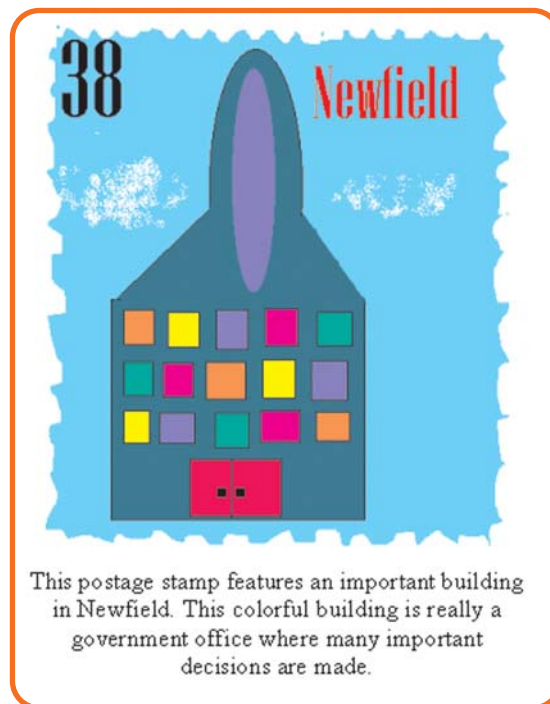 38 Newfield
This postage stamp features an important building
in Newfield. This colorful building is really a
government office where many important
decisions are made.